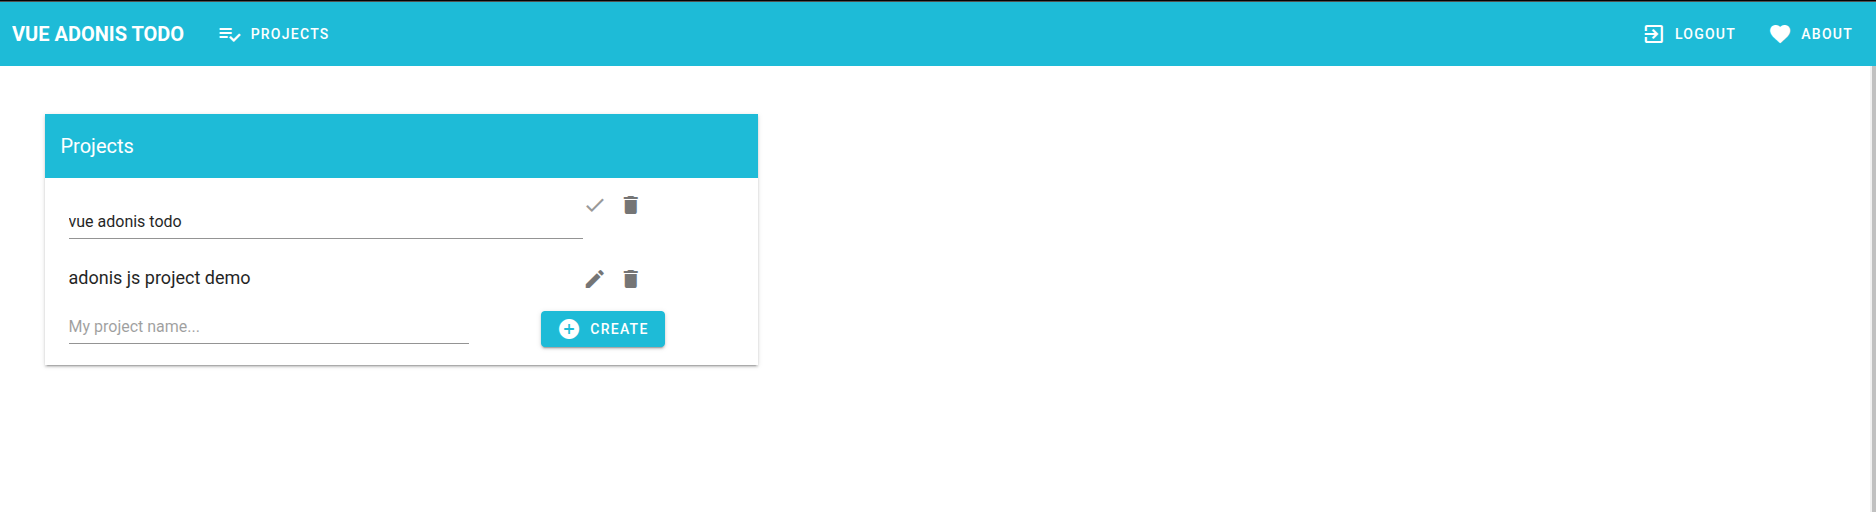 VUE ADONIS TODO PROJECTS LOGOUT ABOUT
Projects
vue adonis todo
adonis js project demo
My project name... CREATE